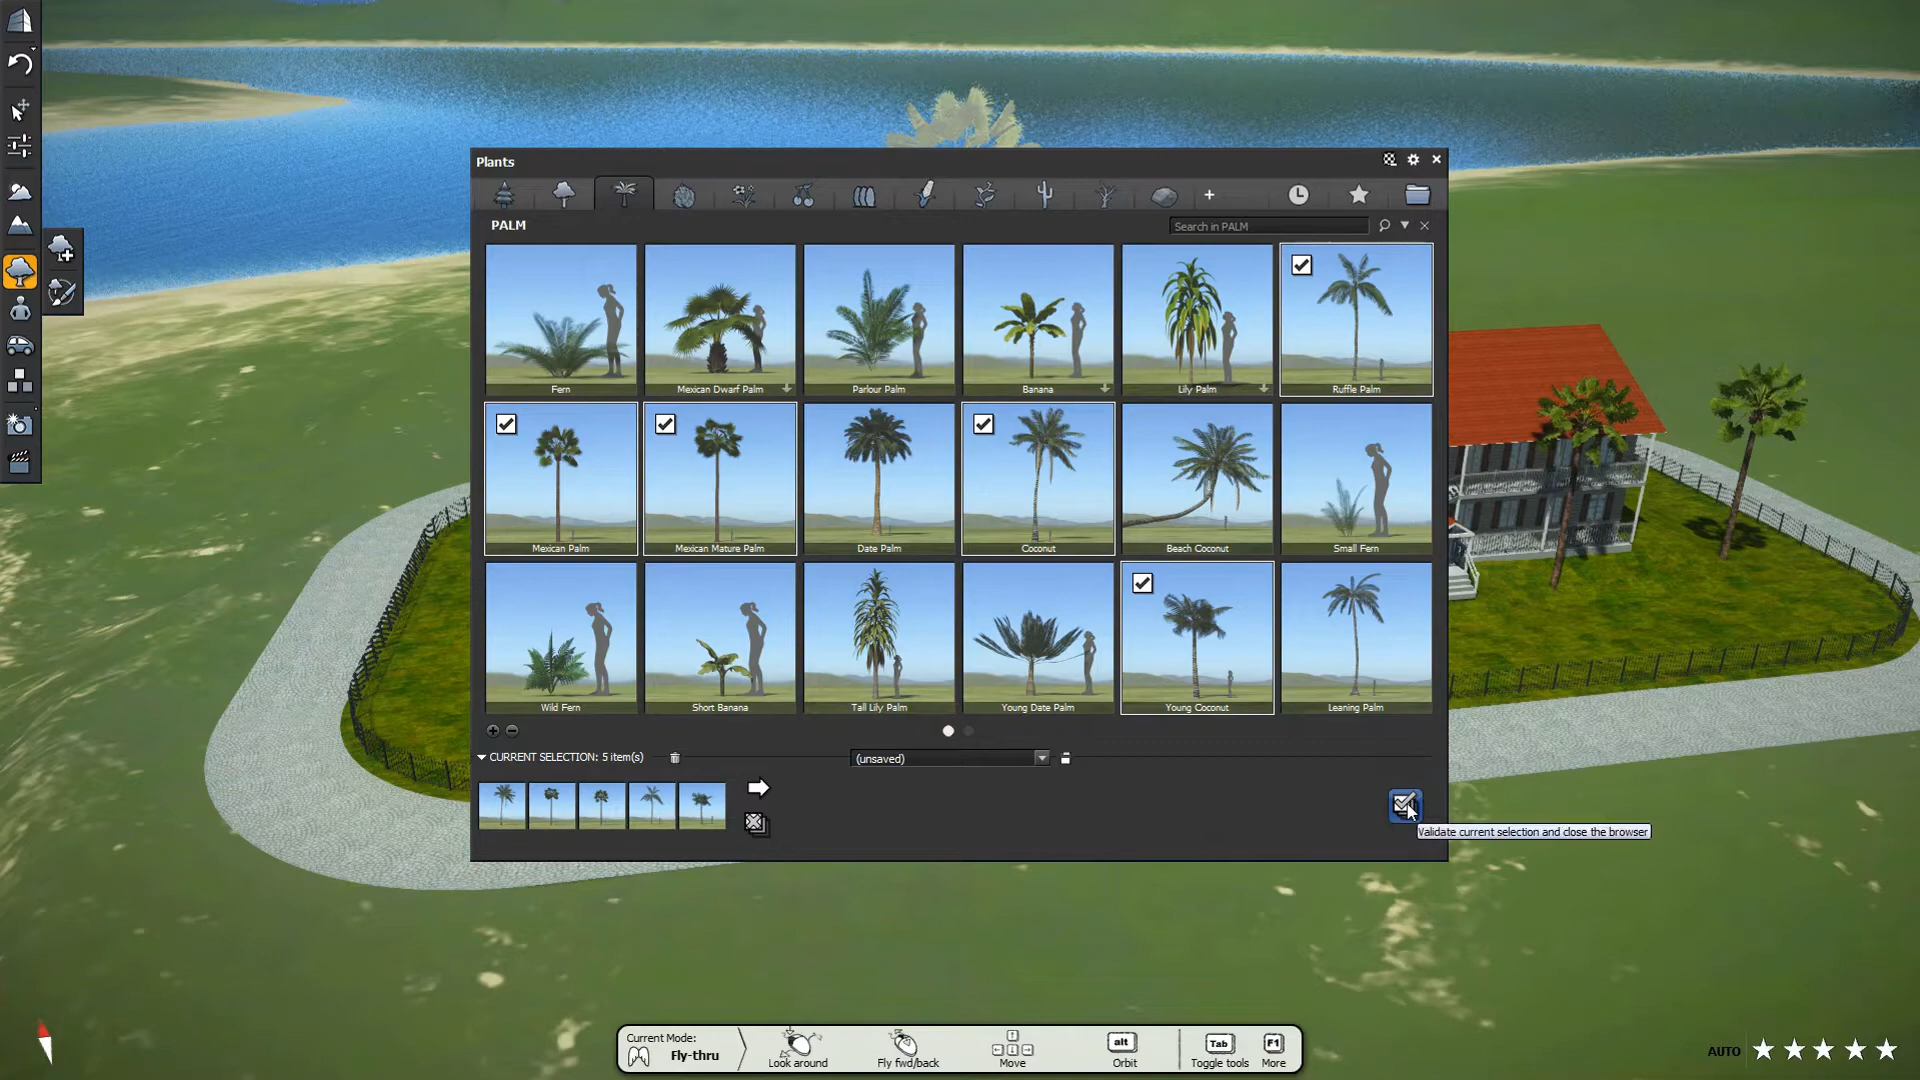 Plants
+
PALM
Search in PALM
Fern
Mexican Dwarf Palm
Parlour Palm
Banana
Lily Palm
Ruffle Palm
Mexican Palm
Mexican Mature Palm
Date Palm
Coconut
Beach Coconut
Small Fern
Wild Fern
Short Banana
Tall Lily Palm
Young Date Palm
Young Coconut
Leaning Palm
CURRENT SELECTION: 5 item(s)
(unsaved)
Validate current selection and close the browser
Current Mode:
Fly-thru
Look around
Fly fwd/back
Move
alt
Orbit
Tab
Toggle tools
F1
More
AUTO